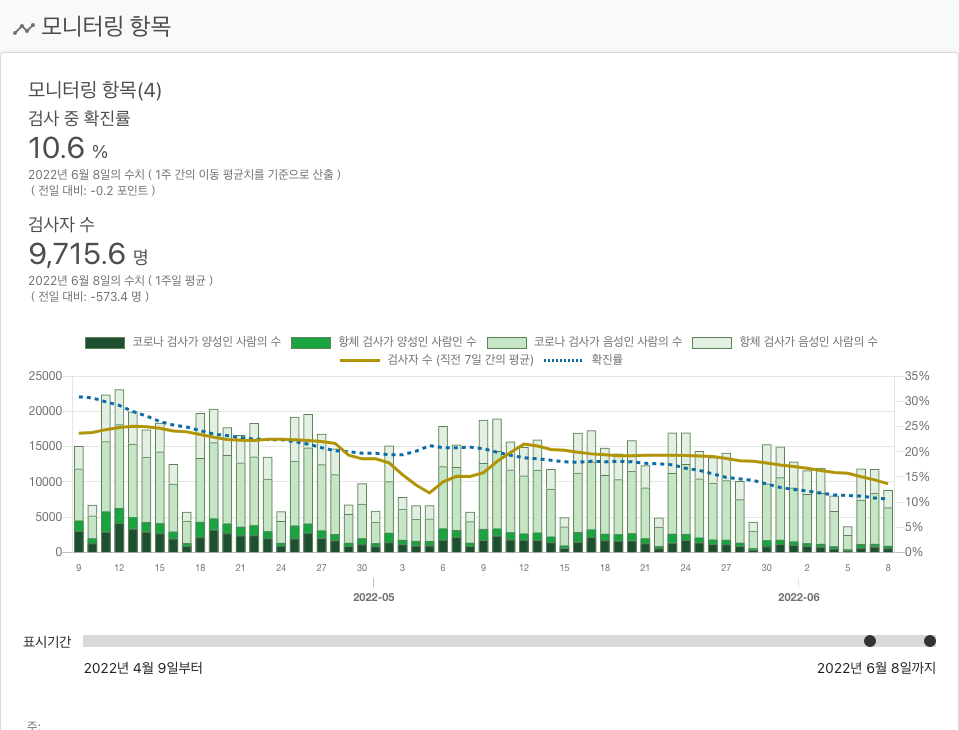 모니터링 항목
모니터링 항목(4)
검사 중 확진률
10.6 %
2022년 6월 8일의 수치 ( 1주 간의 이동 평균치를 기준으로 산출 )
( 전일 대비: -0.2 포인트 )
검사자 수
9,715.6 명
2022년 6월 8일의 수치 ( 1주일 평균 )
( 전일 대비: -573.4 명 )
코로나 검사가 양성인 사람의 수 항체 검사가 양성인 사람인 수 코로나 검사가 음성인 사람의 수 항체 검사가 음성인 사람의 수
검사자 수 (직전 7일 간의 평균) 확진률
25000 35%
20000 30%
15000 25%
10000 20%
5000 15%
0 10%
5%
0%
9 12 15 18 21 24 27 30 3 6 9 12 15 18 21 24 27 30 2 5 8
2022-05 2022-06
표시기간
2022년 4월 9일부터 2022년 6월 8일까지
주: